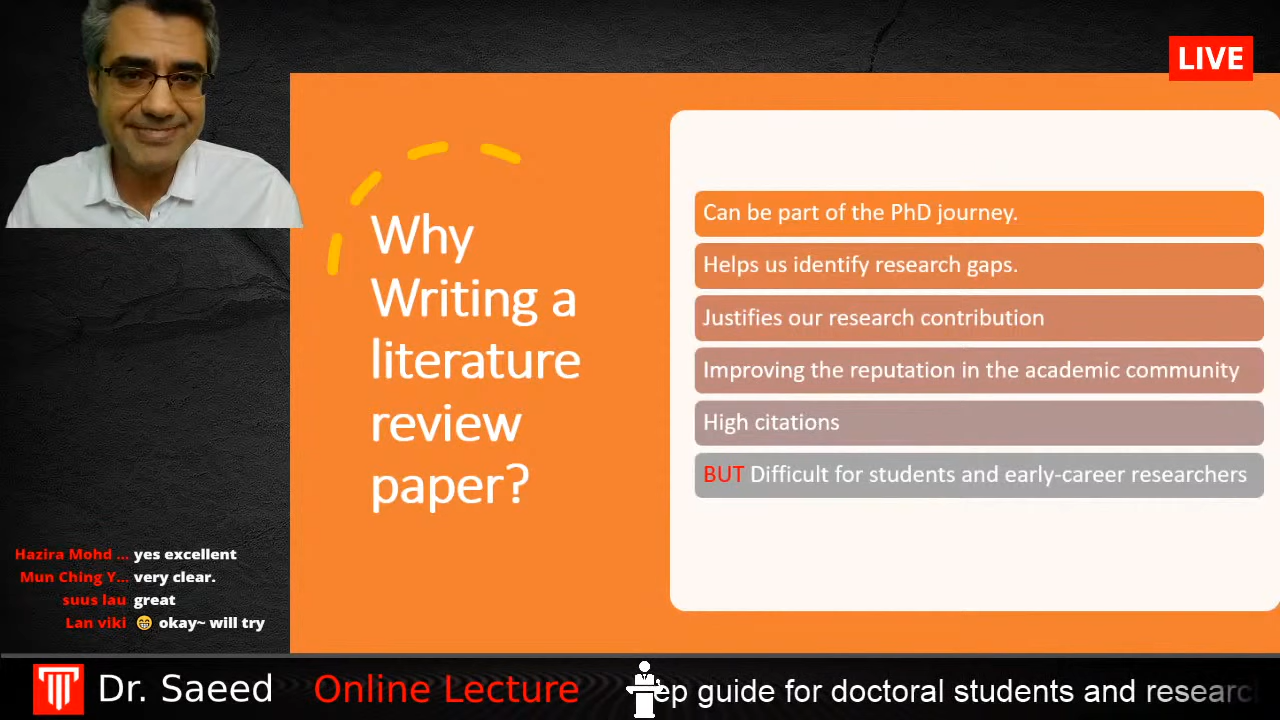 LIVE
Why
Writing a
literature
review
paper?
Can be part of the PhD journey.
Helps us identify research gaps.
Justifies our research contribution
Improving the reputation in the academic community
High citations
BUT Difficult for students and early-career researchers
Hazira Mohd ... yes excellent
Mun Ching Y... very clear.
suus lau great
Lan viki 😁 okay~ will try
Dr. Saeed Online Lecture ep guide for doctoral students and researc